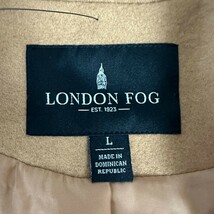 LONDON FOG
EST. 1923
L
MADE IN
DOMINICAN
REPUBLIC